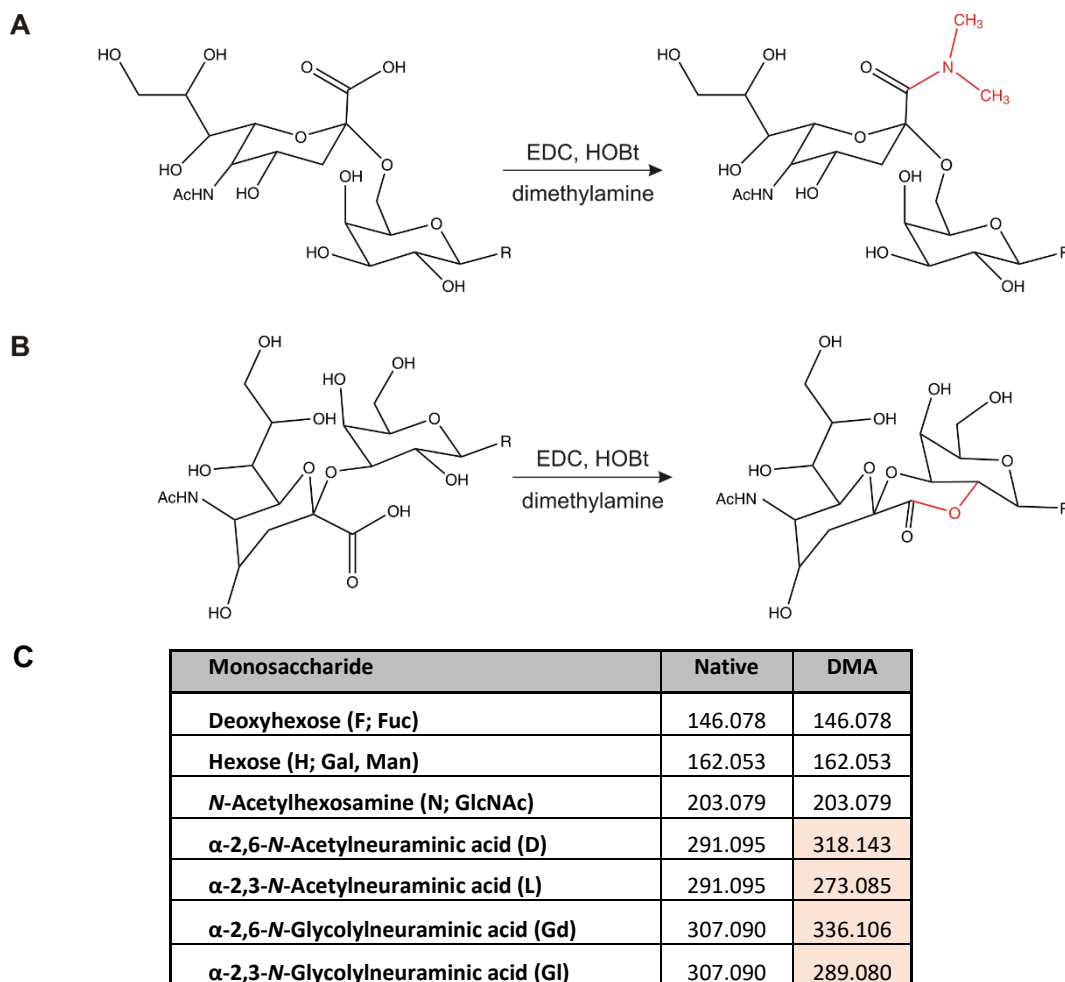 A
HO
OH
O
OH
O
HO
AcHN
HO
O
OH
O
HO
OH
R
EDC, HOBt
dimethylamine
CH3
N
CH3
HO
OH
O
O
HO
AcHN
HO
O
OH
O
HO
OH
B
OH
OH
HO
OH
HO
O
O
O
R
OH
AcHN
OH
O
HO
EDC, HOBt
dimethylamine
OH
OH
OH
OH
HO
O
O
O
AcHN
O
O
HO
C
Monosaccharide Native DMA
Deoxyhexose (F; Fuc) 146.078 146.078
Hexose (H; Gal, Man) 162.053 162.053
N-Acetylhexosamine (N; GlcNAc) 203.079 203.079
α-2,6-N-Acetylneuraminic acid (D) 291.095 318.143
α-2,3-N-Acetylneuraminic acid (L) 291.095 273.085
α-2,6-N-Glycolylneuraminic acid (Gd) 307.090 336.106
α-2,3-N-Glycolylneuraminic acid (Gl) 307.090 289.080